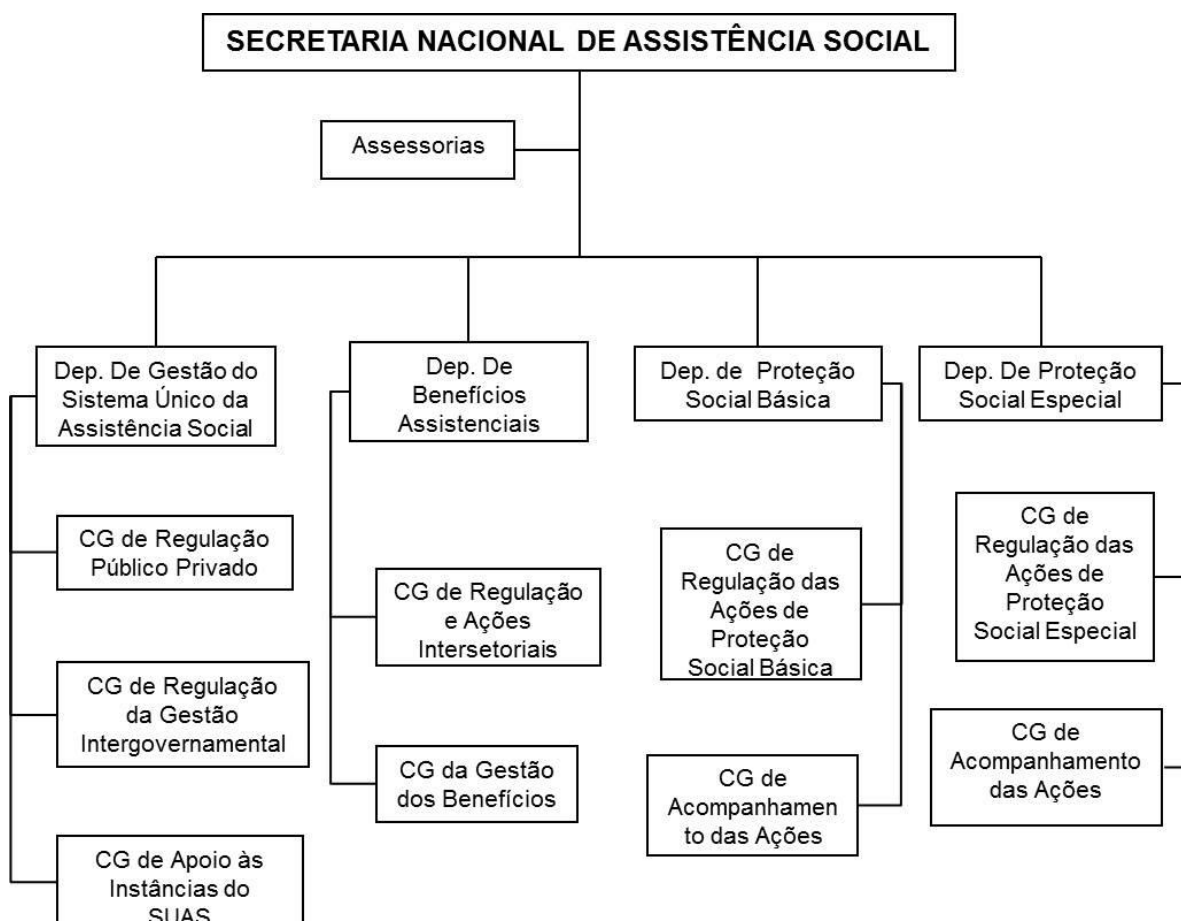 SECRETARIA NACIONAL DE ASSISTÊNCIA SOCIAL
Assessorias
Dep. De Gestão do
Sistema Único da
Assistência Social
Dep. De
Benefícios
Assistenciais
Dep. de Proteção
Social Básica
Dep. De Proteção
Social Especial
CG de Regulação
Público Privado
CG de Regulação
e Ações
Intersetoriais
CG de
Regulação das
Ações de
Proteção
Social Básica
CG de
Regulação das
Ações de
Proteção
Social Especial
CG de Regulação
da Gestão
Intergovernamental
CG da Gestão
dos Benefícios
CG de
Acompanhamen
to das Ações
CG de
Acompanhamento
das Ações
CG de Apoio às
Instâncias do
SUAS